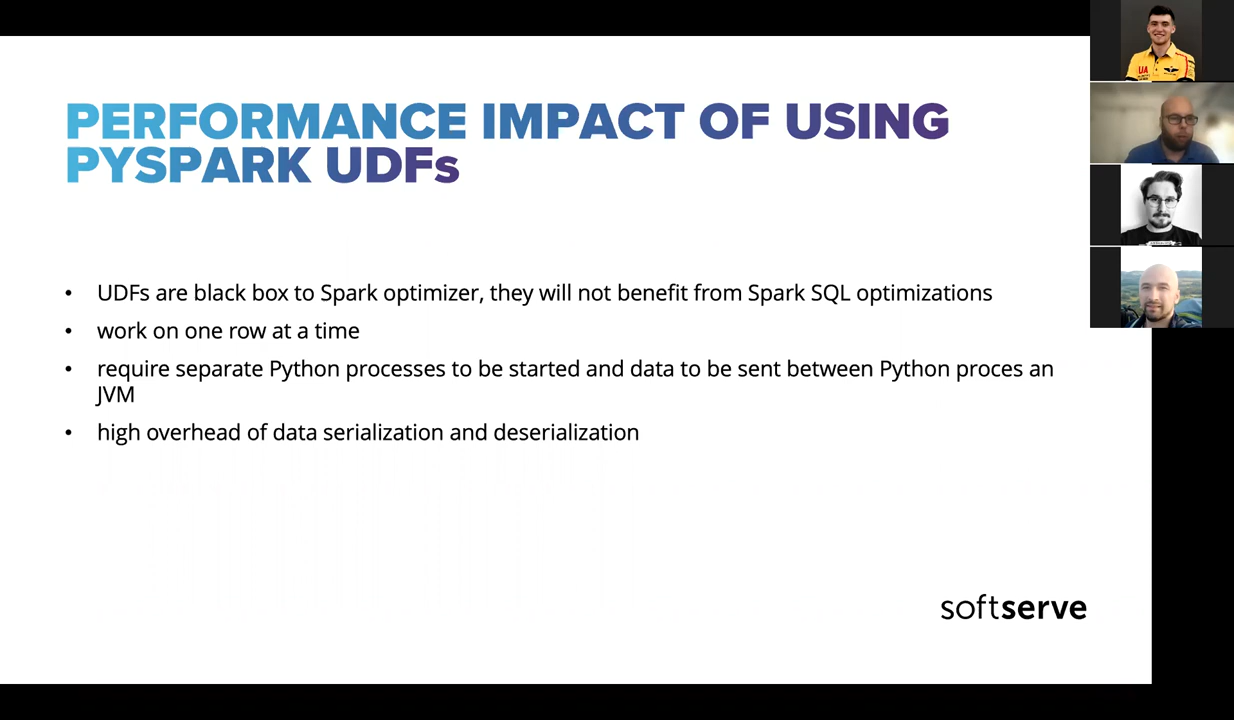 PERFORMANCE IMPACT OF USING
PYSPARK UDFs
• UDFs are black box to Spark optimizer, they will not benefit from Spark SQL optimizations
• work on one row at a time
• require separate Python processes to be started and data to be sent between Python proces an
JVM
• high overhead of data serialization and deserialization
softserve
UA